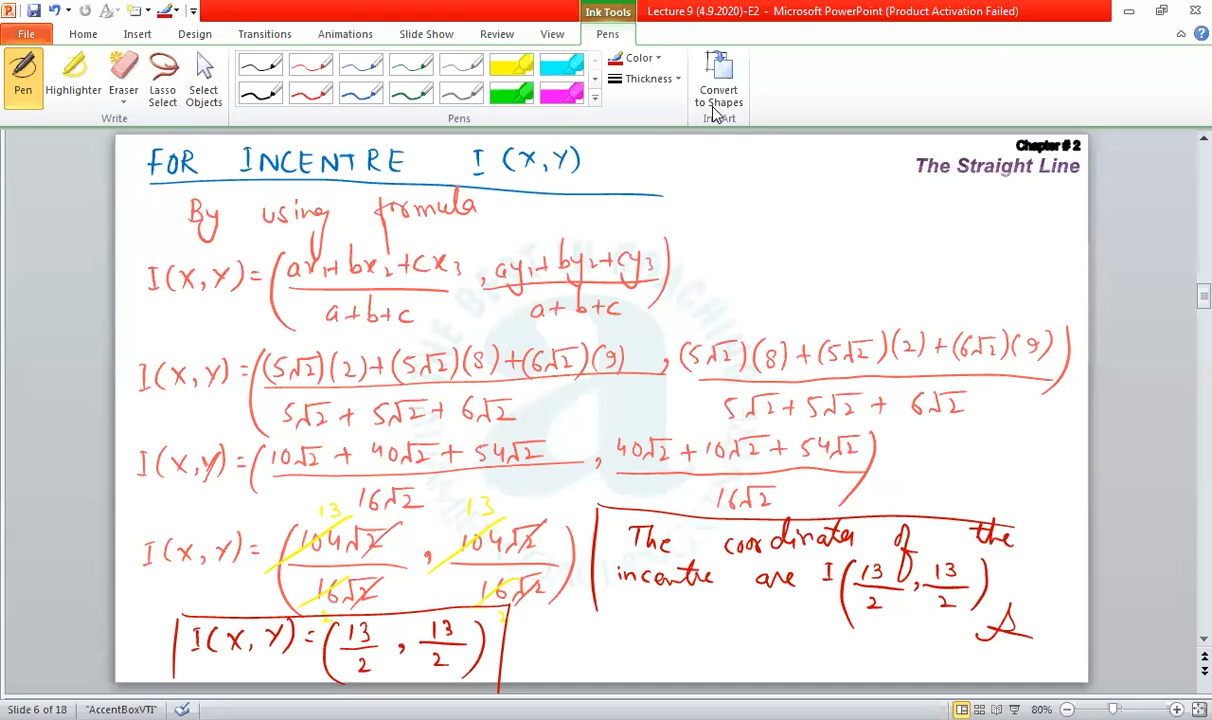 Ink Tools
Lecture 9 (4.9.2020)-E2 - Microsoft PowerPoint (Product Activation Failed)
File Home Insert Design Transitions Animations Slide Show Review View Pens
Pen Highlighter Eraser Lasso Select Select Objects
Color
Thickness
Convert to Shapes
Write Pens Ink Art
Chapter # 2
The Straight Line
FOR INCENTRE I (X,Y)
By using formula
I(X,Y)=(ax₁+bx₂+cx₃/a+b+c , ay₁+by₂+cy₃/a+b+c)
I(X,Y)=((5√2)(2)+(5√2)(8)+(6√2)(9)/5√2+5√2+6√2 , (5√2)(8)+(5√2)(2)+(6√2)(9)/5√2+5√2+6√2)
I(X,Y)=(10√2+40√2+54√2/16√2 , 40√2+10√2+54√2/16√2)
13 13
I(X,Y)=(104√2/16√2 , 104√2/16√2)
2 2
I(X,Y)=(13/2 , 13/2)
The coordinates of the
incentre are I(13/2 , 13/2)
Slide 6 of 18 "AccentBoxVTI" 80%